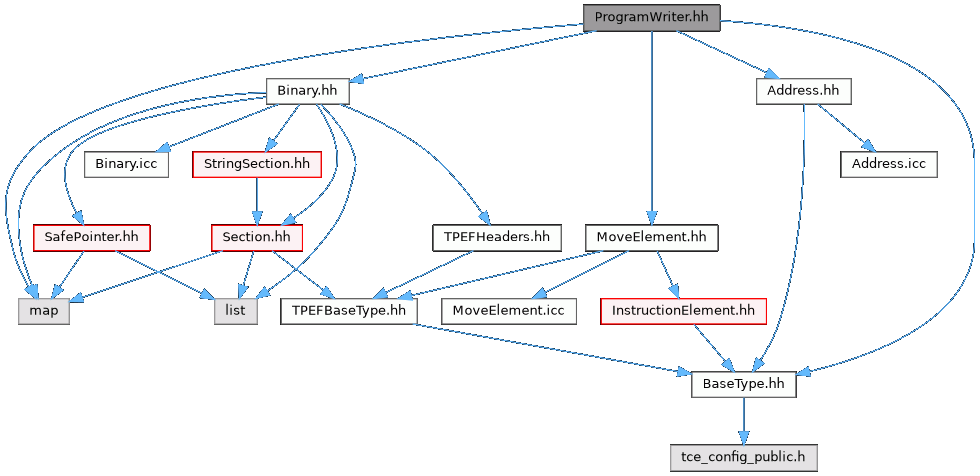 ProgramWriter.hh
Binary.hh
Address.hh
Binary.icc
StringSection.hh
Address.icc
SafePointer.hh
Section.hh
TPEFHeaders.hh
MoveElement.hh
map
list
TPEFBaseType.hh
MoveElement.icc
InstructionElement.hh
BaseType.hh
tce_config_public.h